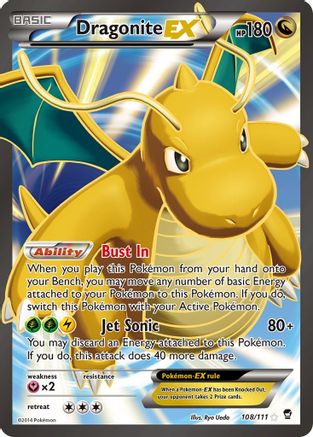 BASIC
Dragonite EX HP180
Ability Bust In
When you play this Pokémon from your hand onto
your Bench, you may move any number of basic Energy
attached to your Pokémon to this Pokémon. If you do,
switch this Pokémon with your Active Pokémon.
Jet Sonic 80+
You may discard an Energy attached to this Pokémon.
If you do, this attack does 40 more damage.
weakness resistance
×2
Pokémon-EX rule
When a Pokémon-EX has been Knocked Out,
your opponent takes 2 Prize cards.
retreat
©2014 Pokémon
Illus. Ryo Ueda
108/111